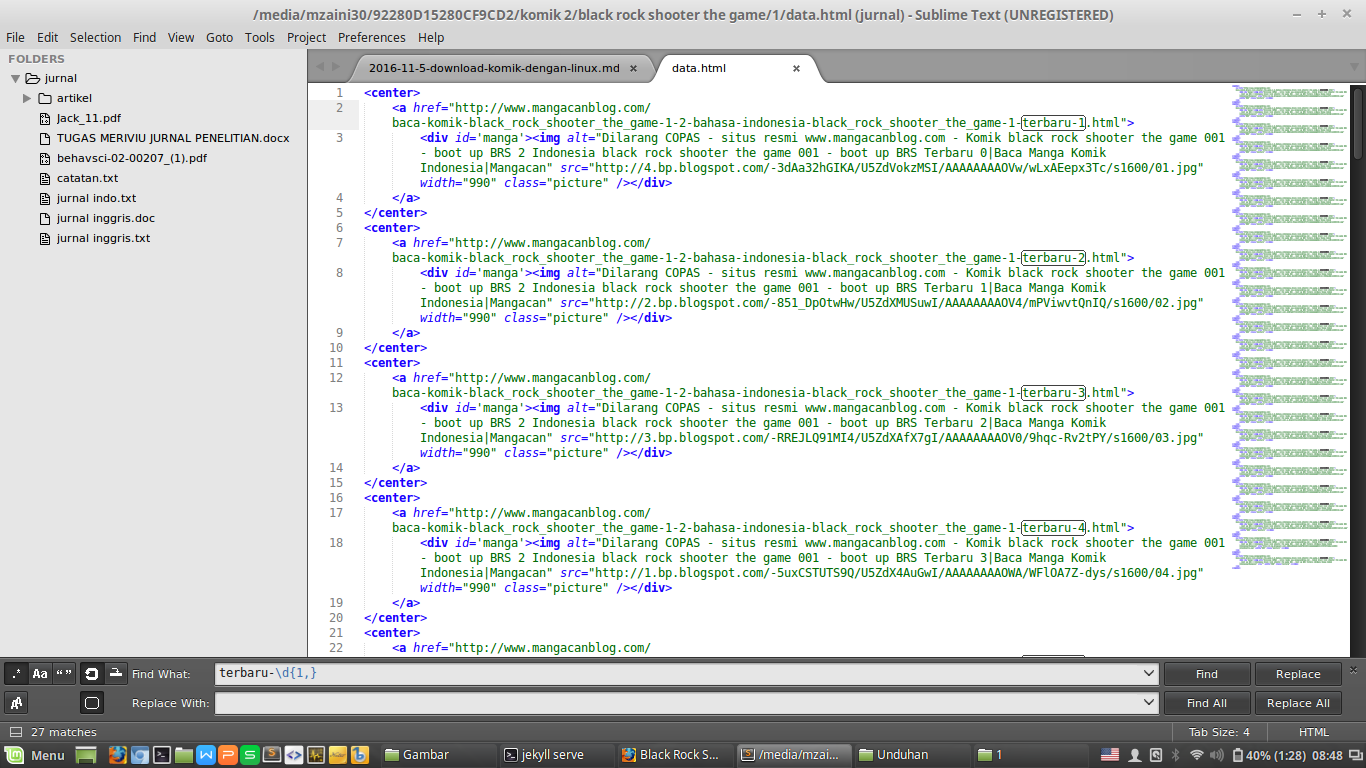 /media/mzaini30/92280D15280CF9CD2/komik 2/black rock shooter the game/1/data.html (jurnal) - Sublime Text (UNREGISTERED)
File Edit Selection Find View Goto Tools Project Preferences Help
FOLDERS
jurnal
artikel
Jack_11.pdf
TUGAS MERIVIU JURNAL PENELITIAN.docx
behavsci-02-00207_(1).pdf
catatan.txt
jurnal indo.txt
jurnal inggris.doc
jurnal inggris.txt
2016-11-5-download-komik-dengan-linux.md
data.html
1 <center>
2 <a href="http://www.mangacanblog.com/
baca-komik-black_rock_shooter_the_game-1-2-bahasa-indonesia-black_rock_shooter_the_game-1-terbaru-1.html">
3 <div id='manga'><img alt="Dilarang COPAS - situs resmi www.mangacanblog.com - Komik black rock shooter the game 001
- boot up BRS 2 Indonesia black rock shooter the game 001 - boot up BRS Terbaru 0|Baca Manga Komik
Indonesia|Mangacan" src="http://4.bp.blogspot.com/-3dAa32hGIKA/U5ZdVokzMSI/AAAAAAAAOVw/wLxAEepx3Tc/s1600/01.jpg"
width="990" class="picture" /></div>
4 </a>
5 </center>
6 <center>
7 <a href="http://www.mangacanblog.com/
baca-komik-black_rock_shooter_the_game-1-2-bahasa-indonesia-black_rock_shooter_the_game-1-terbaru-2.html">
8 <div id='manga'><img alt="Dilarang COPAS - situs resmi www.mangacanblog.com - Komik black rock shooter the game 001
- boot up BRS 2 Indonesia black rock shooter the game 001 - boot up BRS Terbaru 1|Baca Manga Komik
Indonesia|Mangacan" src="http://2.bp.blogspot.com/-851_DpOtwHw/U5ZdXMUSuwI/AAAAAAAAOV4/mPViwvtQnIQ/s1600/02.jpg"
width="990" class="picture" /></div>
9 </a>
10 </center>
11 <center>
12 <a href="http://www.mangacanblog.com/
baca-komik-black_rock_shooter_the_game-1-2-bahasa-indonesia-black_rock_shooter_the_game-1-terbaru-3.html">
13 <div id='manga'><img alt="Dilarang COPAS - situs resmi www.mangacanblog.com - Komik black rock shooter the game 001
- boot up BRS 2 Indonesia black rock shooter the game 001 - boot up BRS Terbaru 2|Baca Manga Komik
Indonesia|Mangacan" src="http://3.bp.blogspot.com/-RREJLQ91MI4/U5ZdXAfX7gI/AAAAAAAAOV0/9hqc-Rv2tPY/s1600/03.jpg"
width="990" class="picture" /></div>
14 </a>
15 </center>
16 <center>
17 <a href="http://www.mangacanblog.com/
baca-komik-black_rock_shooter_the_game-1-2-bahasa-indonesia-black_rock_shooter_the_game-1-terbaru-4.html">
18 <div id='manga'><img alt="Dilarang COPAS - situs resmi www.mangacanblog.com - Komik black rock shooter the game 001
- boot up BRS 2 Indonesia black rock shooter the game 001 - boot up BRS Terbaru 3|Baca Manga Komik
Indonesia|Mangacan" src="http://1.bp.blogspot.com/-5uxCSTUTS9Q/U5ZdX4AuGwI/AAAAAAAAOWA/WFlOA7Z-dys/s1600/04.jpg"
width="990" class="picture" /></div>
19 </a>
20 </center>
21 <center>
22 <a href="http://www.mangacanblog.com/
.* Aa “” Find What: terbaru-\d{1,} Find Replace
Replace With: Find All Replace All
27 matches Tab Size: 4 HTML
Menu Gambar jekyll serve Black Rock S... /media/mzai... Unduhan 1 40% (1:28) 08:48